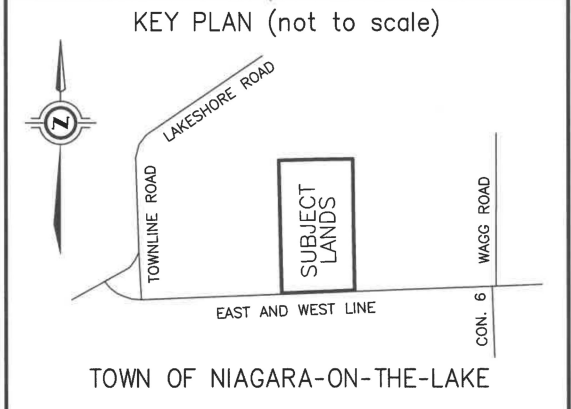 KEY PLAN (not to scale)
LAKESHORE ROAD
N
TOWNLINE ROAD
SUBJECT
LANDS
WAGG ROAD
EAST AND WEST LINE
CON. 6
TOWN OF NIAGARA-ON-THE-LAKE